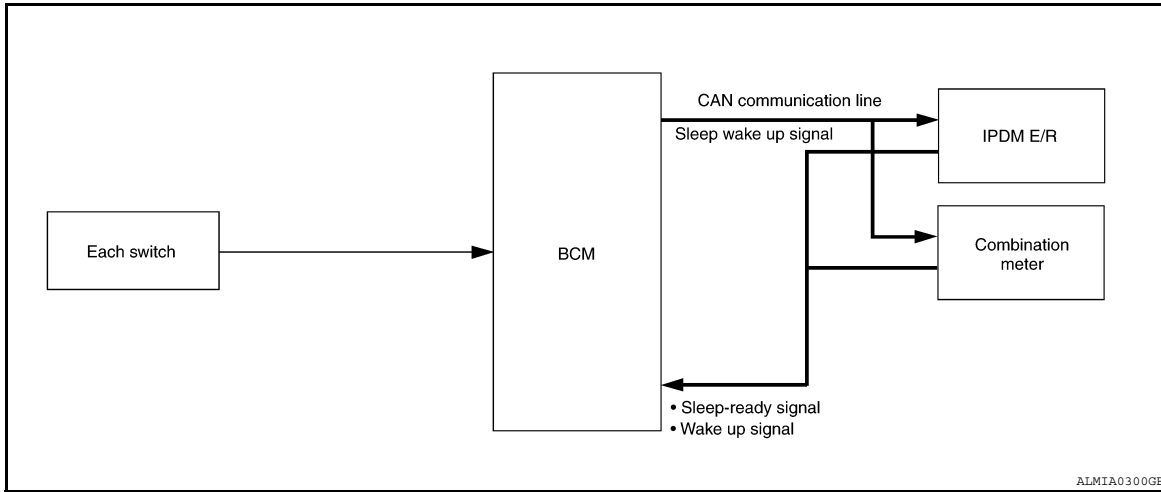 CAN communication line
Sleep wake up signal
IPDM E/R
Each switch
BCM
Combination
meter
• Sleep-ready signal
• Wake up signal
ALMIA0300GB